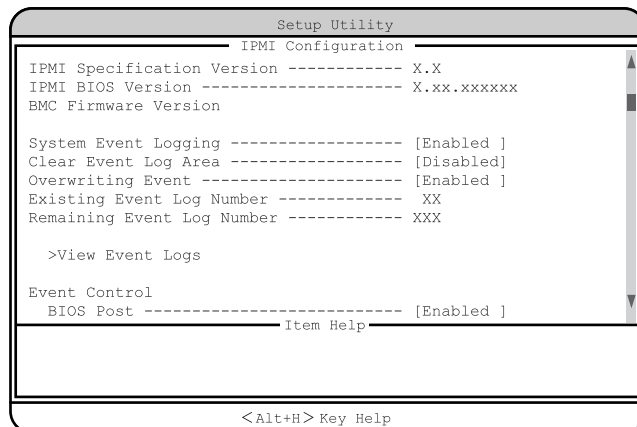 Setup Utility
IPMI Configuration
IPMI Specification Version ------------ X.X
IPMI BIOS Version --------------------- X.xx.xxxxxx
BMC Firmware Version
System Event Logging ------------------ [Enabled ]
Clear Event Log Area ------------------ [Disabled]
Overwriting Event --------------------- [Enabled ]
Existing Event Log Number ------------- XX
Remaining Event Log Number ------------ XXX
>View Event Logs
Event Control
BIOS Post --------------------------- [Enabled ]
Item Help
<Alt+H> Key Help